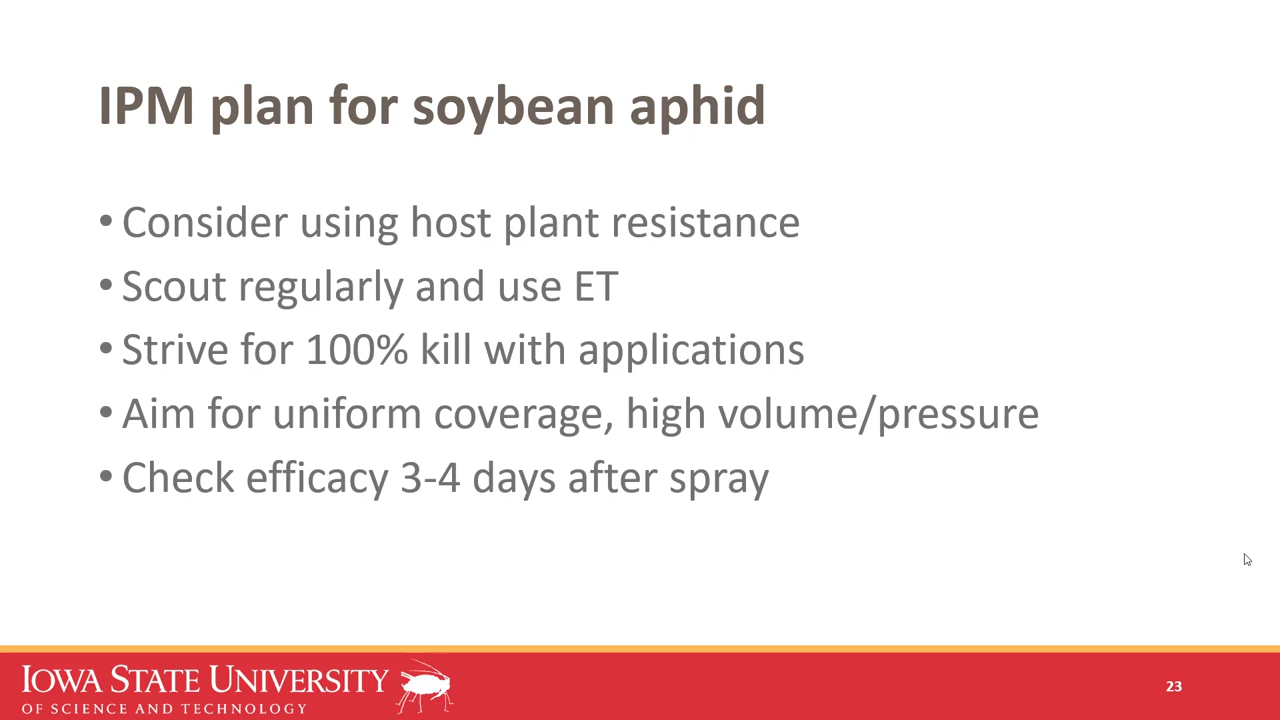 IPM plan for soybean aphid
• Consider using host plant resistance
• Scout regularly and use ET
• Strive for 100% kill with applications
• Aim for uniform coverage, high volume/pressure
• Check efficacy 3-4 days after spray
IOWA STATE UNIVERSITY
OF SCIENCE AND TECHNOLOGY
23